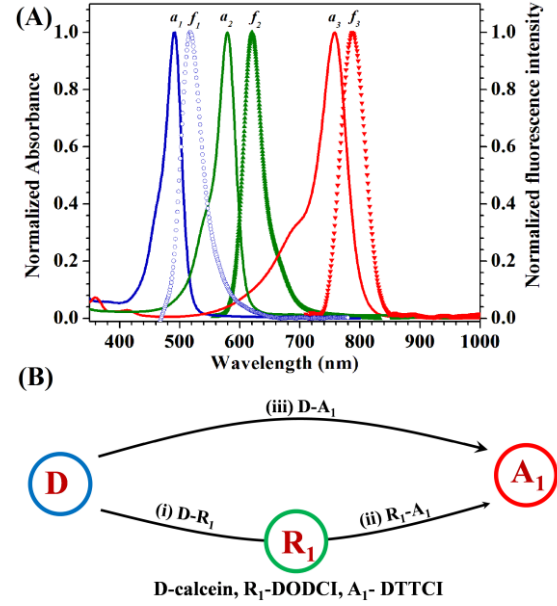 (A)
a1 f1 a2 f2 a3 f3
Normalized Absorbance
1.0
0.8
0.6
0.4
0.2
0.0
1.0
0.8
0.6
0.4
0.2
0.0
Normalized fluorescence intensity
400 500 600 700 800 900 1000
Wavelength (nm)
(B)
(iii) D-A1
D
A1
(i) D-R1
(ii) R1-A1
R1
D-calcein, R1-DODCI, A1- DTTCI